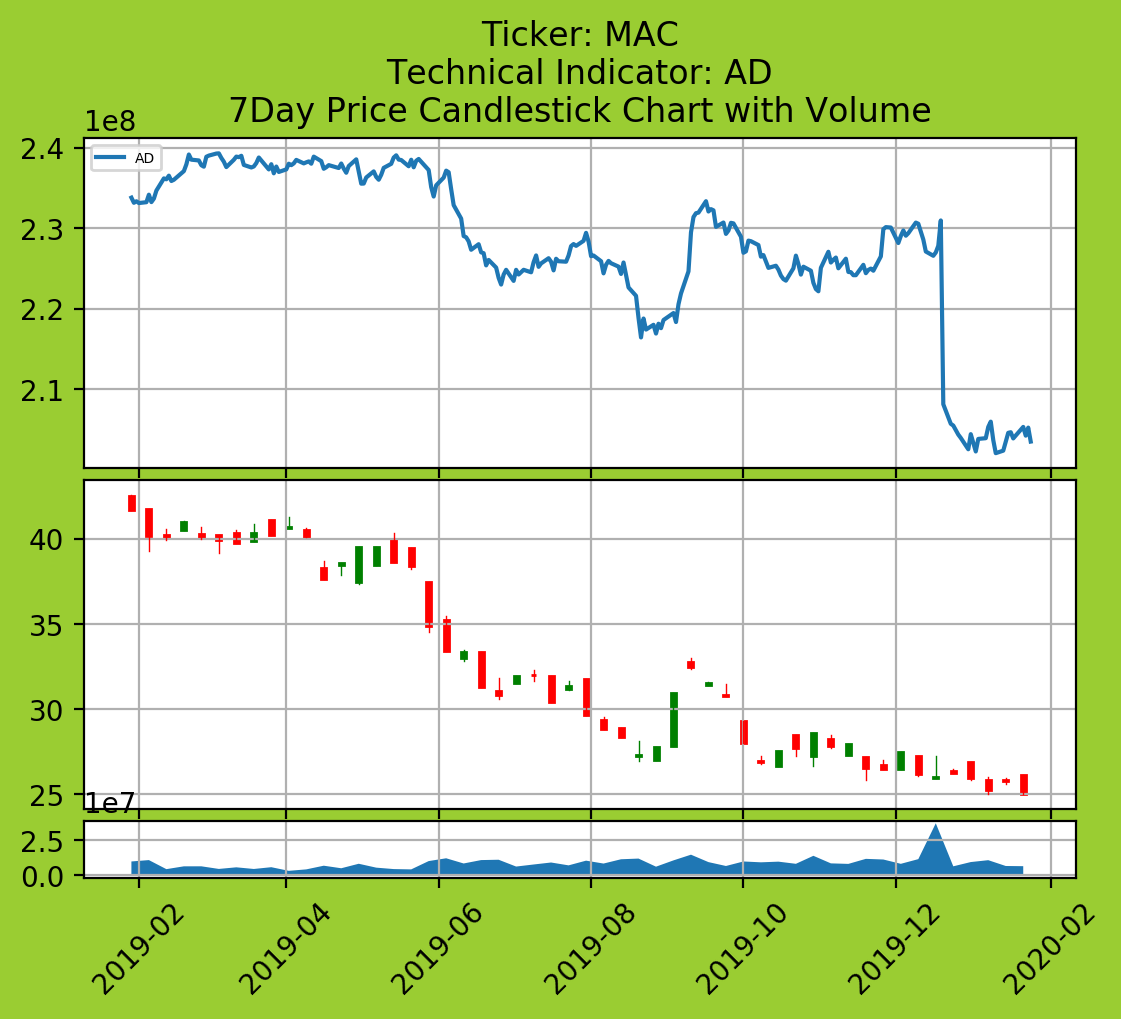 Ticker: MAC
Technical Indicator: AD
7Day Price Candlestick Chart with Volume
1e8
AD
2.4
2.3
2.2
2.1
40
35
30
25
1e7
2.5
0.0
2019-02
2019-04
2019-06
2019-08
2019-10
2019-12
2020-02